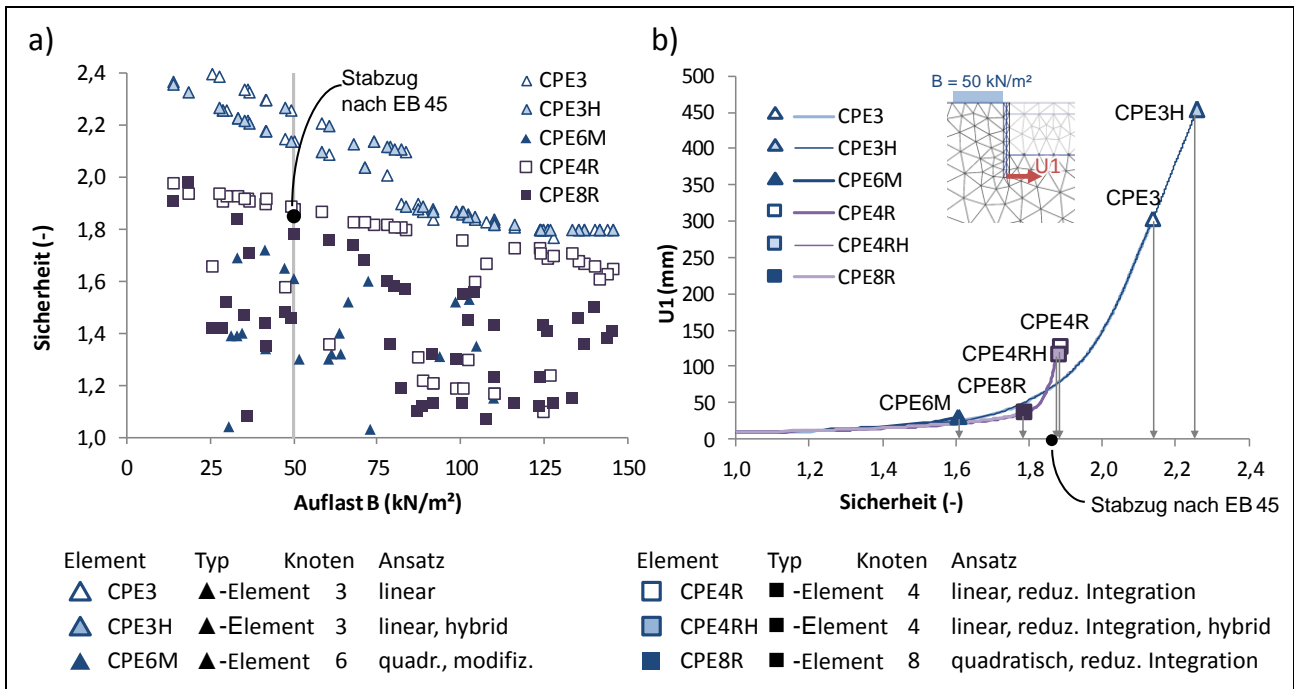 a)
2,4
2,2
2,0
1,8
1,6
1,4
1,2
1,0
Sicherheit (-)
0
25
50
75
100
125
150
Auflast B (kN/m²)
Stabzug
nach EB 45
CPE3
CPE3H
CPE6M
CPE4R
CPE8R
b)
500
450
400
350
300
250
200
150
100
50
0
U1 (mm)
1,0
1,2
1,4
1,6
1,8
2,0
2,2
2,4
Sicherheit (-)
CPE3
CPE3H
CPE6M
CPE4R
CPE4RH
CPE8R
B = 50 kN/m²
U1
CPE3H
CPE3
CPE4R
CPE4RH
CPE8R
CPE6M
Stabzug nach EB 45
Element Typ Knoten Ansatz
CPE3 ▲-Element 3 linear
CPE3H ▲-Element 3 linear, hybrid
CPE6M ▲-Element 6 quadr., modifiz.
Element Typ Knoten Ansatz
CPE4R ■-Element 4 linear, reduz. Integration
CPE4RH ■-Element 4 linear, reduz. Integration, hybrid
CPE8R ■-Element 8 quadratisch, reduz. Integration